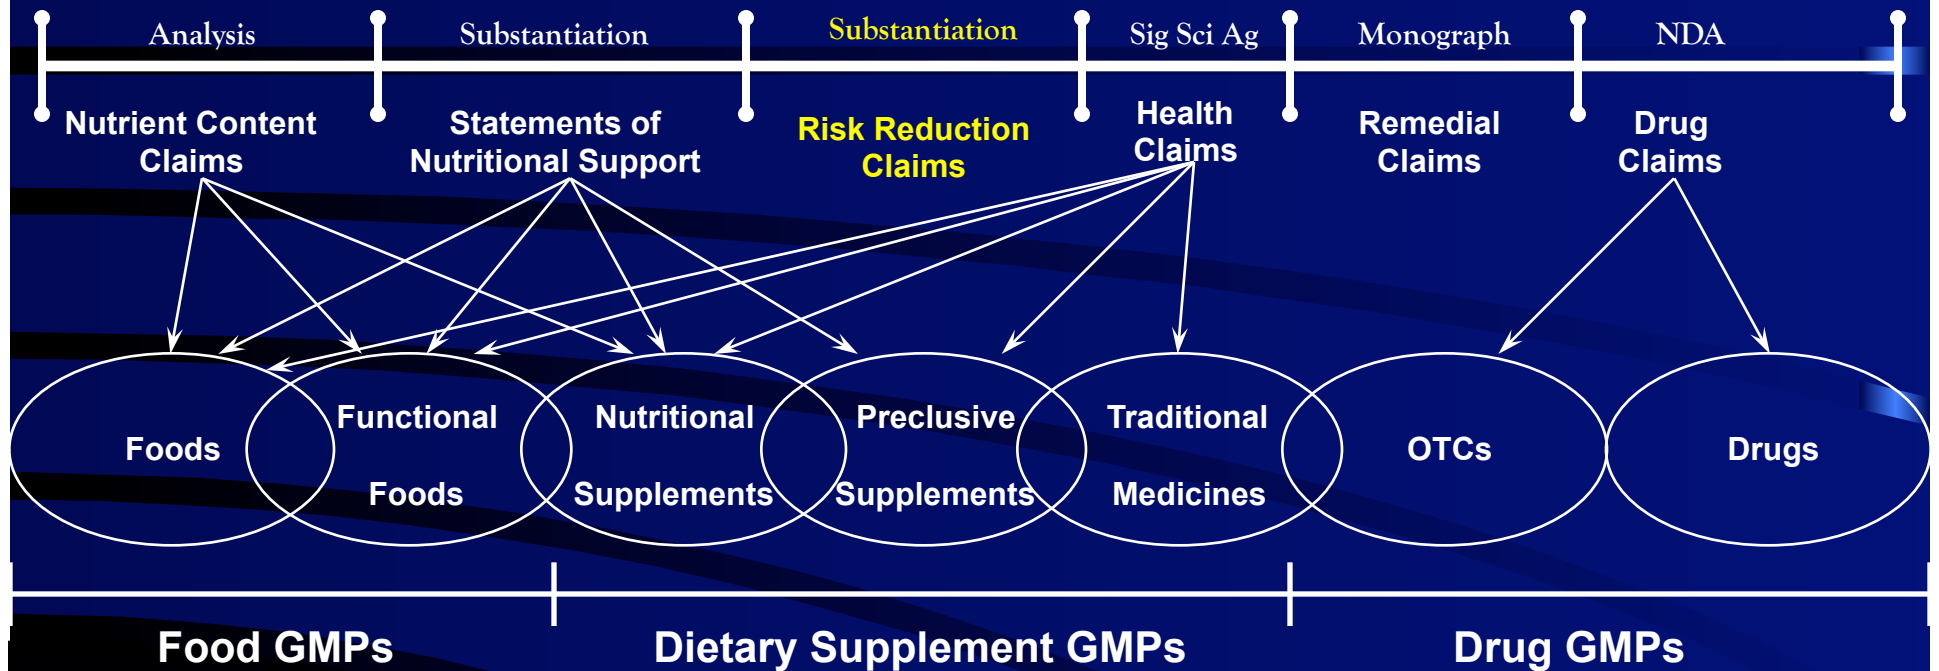 Analysis
Substantiation
Substantiation
Sig Sci Ag
Monograph
NDA
Nutrient Content
Claims
Statements of
Nutritional Support
Risk Reduction
Claims
Health
Claims
Remedial
Claims
Drug
Claims
Foods
Functional
Foods
Nutritional
Supplements
Preclusive
Supplements
Traditional
Medicines
OTCs
Drugs
Food GMPs
Dietary Supplement GMPs
Drug GMPs